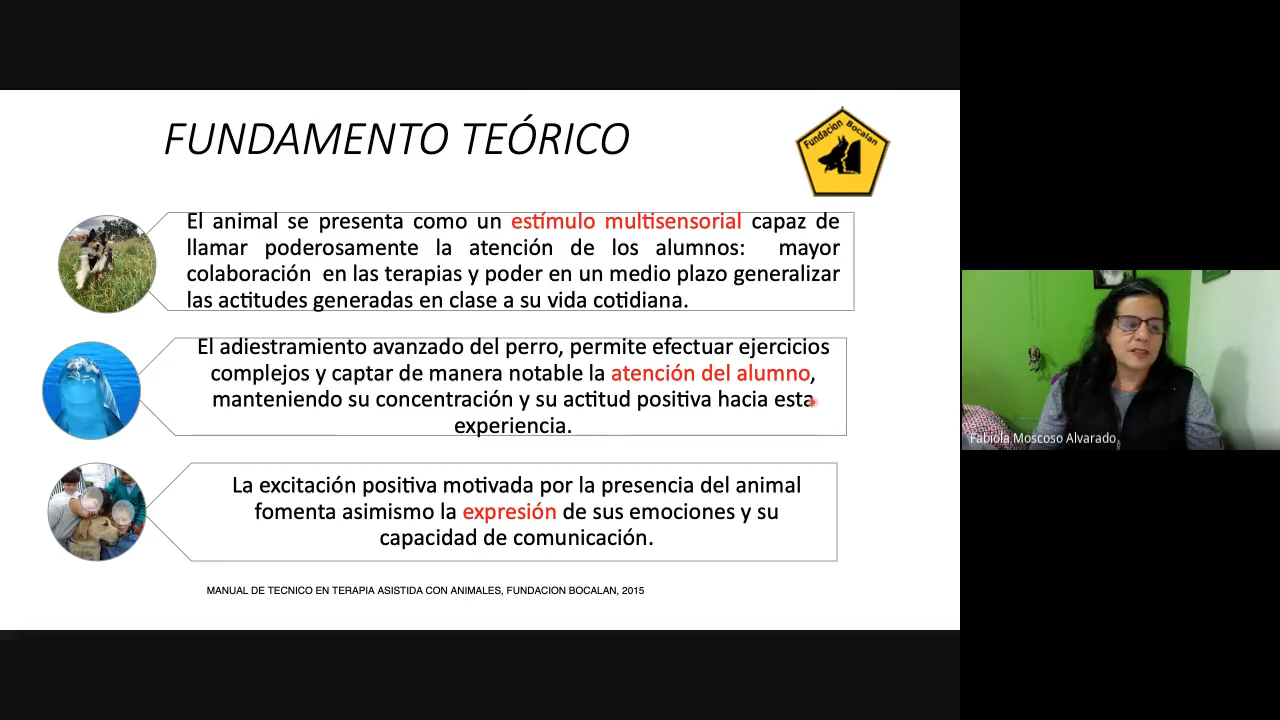 FUNDAMENTO TEÓRICO
Fundacion Bocalan
El animal se presenta como un estímulo multisensorial capaz de
llamar poderosamente la atención de los alumnos: mayor
colaboración en las terapias y poder en un medio plazo generalizar
las actitudes generadas en clase a su vida cotidiana.
El adiestramiento avanzado del perro, permite efectuar ejercicios
complejos y captar de manera notable la atención del alumno,
manteniendo su concentración y su actitud positiva hacia esta
experiencia.
La excitación positiva motivada por la presencia del animal
fomenta asimismo la expresión de sus emociones y su
capacidad de comunicación.
MANUAL DE TECNICO EN TERAPIA ASISTIDA CON ANIMALES, FUNDACION BOCALAN, 2015
Fabiola Moscoso Alvarado